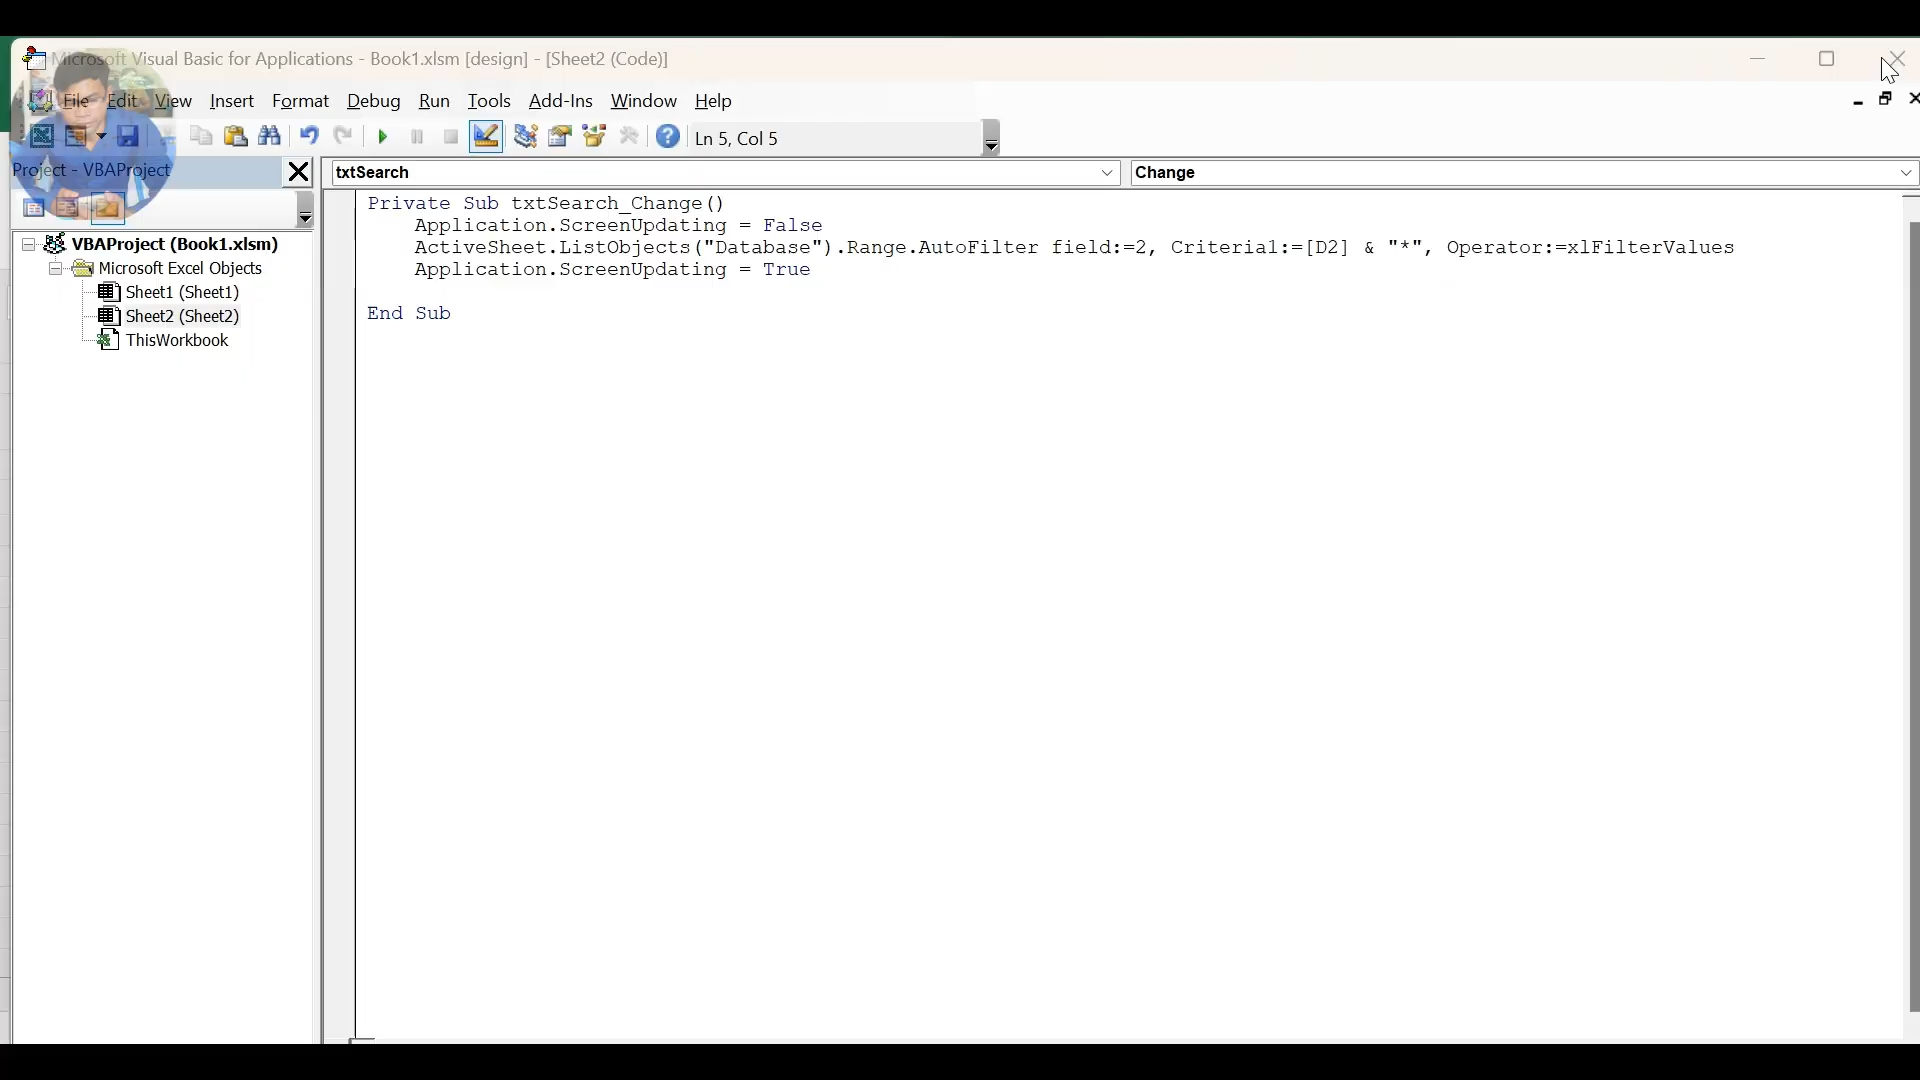 Microsoft Visual Basic for Applications - Book1.xlsm [design] - [Sheet2 (Code)]
File Edit View Insert Format Debug Run Tools Add-Ins Window Help
Ln 5, Col 5
Project - VBAProject
txtSearch
Change
Private Sub txtSearch_Change()
Application.ScreenUpdating = False
ActiveSheet.ListObjects("Database").Range.AutoFilter field:=2, Criteria1:=[D2] & "*", Operator:=xlFilterValues
Application.ScreenUpdating = True
End Sub
VBAProject (Book1.xlsm)
Microsoft Excel Objects
Sheet1 (Sheet1)
Sheet2 (Sheet2)
ThisWorkbook